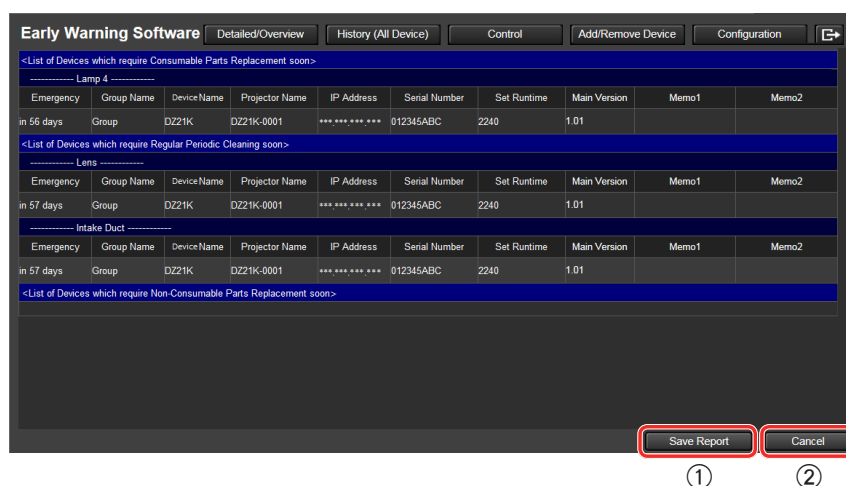 Early Warning Software Detailed/Overview History (All Device) Control Add/Remove Device Configuration
<List of Devices which require Consumable Parts Replacement soon>
------------ Lamp 4 ------------
Emergency Group Name Device Name Projector Name IP Address Serial Number Set Runtime Main Version Memo1 Memo2
in 56 days Group DZ21K DZ21K-0001 ***.***.***.*** 012345ABC 2240 1.01
<List of Devices which require Regular Periodic Cleaning soon>
------------ Lens ------------
Emergency Group Name Device Name Projector Name IP Address Serial Number Set Runtime Main Version Memo1 Memo2
in 57 days Group DZ21K DZ21K-0001 ***.***.***.*** 012345ABC 2240 1.01
------------ Intake Duct ------------
Emergency Group Name Device Name Projector Name IP Address Serial Number Set Runtime Main Version Memo1 Memo2
in 57 days Group DZ21K DZ21K-0001 ***.***.***.*** 012345ABC 2240 1.01
<List of Devices which require Non-Consumable Parts Replacement soon>
Save Report Cancel
① ②